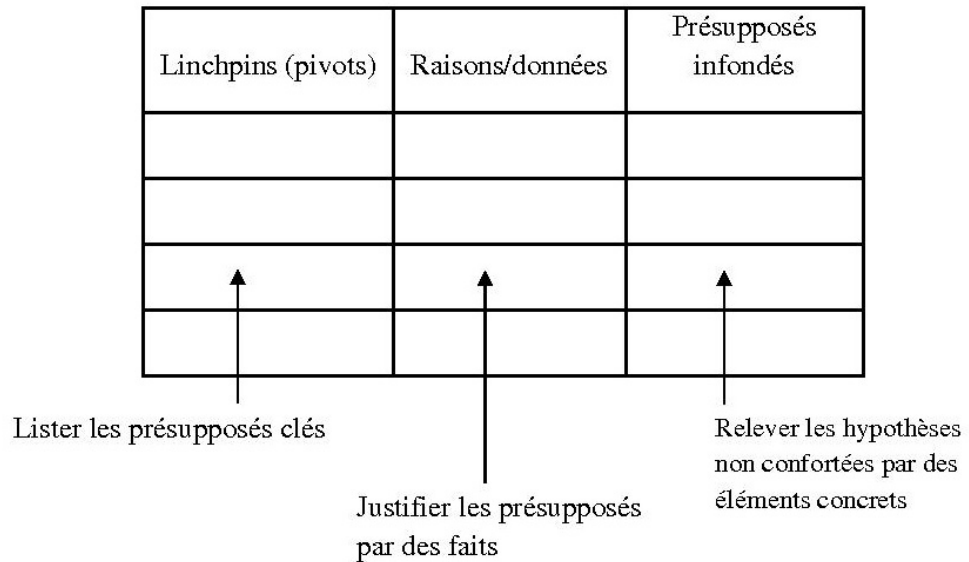 Linchpins (pivots)
Raisons/données
Présupposés
infondés
Lister les présupposés clés
Justifier les présupposés
par des faits
Relever les hypothèses
non confortées par des
éléments concrets